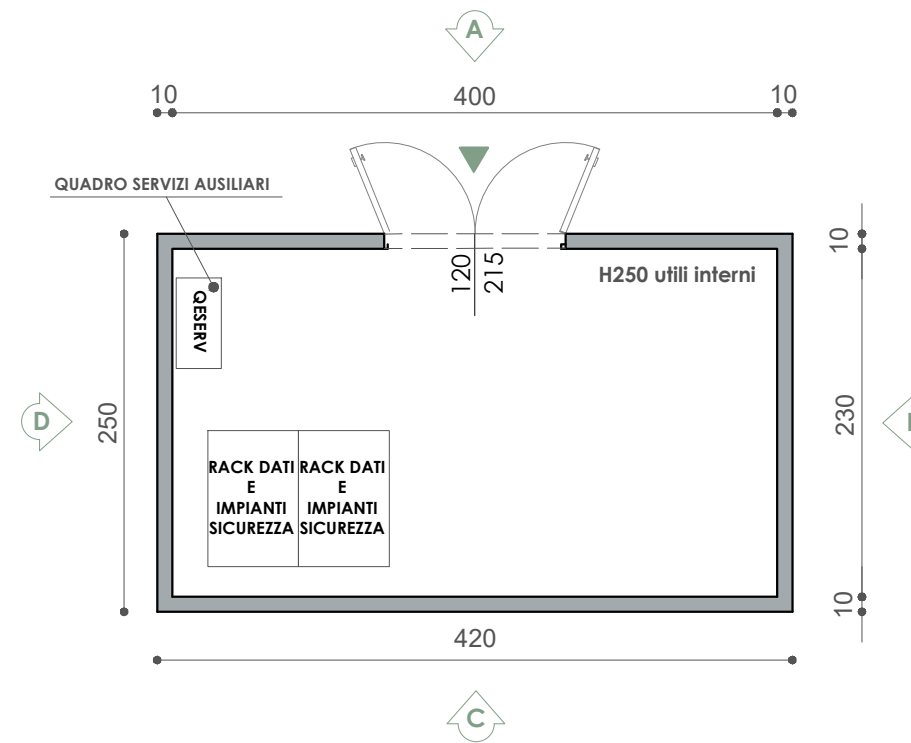 A
10
400
10
QUADRO SERVIZI AUSILIARI
120
215
H250 utili interni
10
QESERV
D
250
230
RACK DATI
E
IMPIANTI
SICUREZZA
RACK DATI
E
IMPIANTI
SICUREZZA
10
420
C